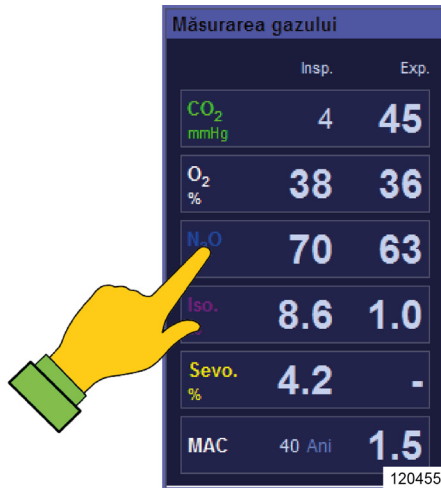 Măsurarea gazului
Insp. Exp.
CO₂ 4 45
mmHg
O₂ 38 36
%
N₂O 70 63
Iso. 8.6 1.0
Sevo. 4.2 -
%
MAC 40 Ani 1.5
120455